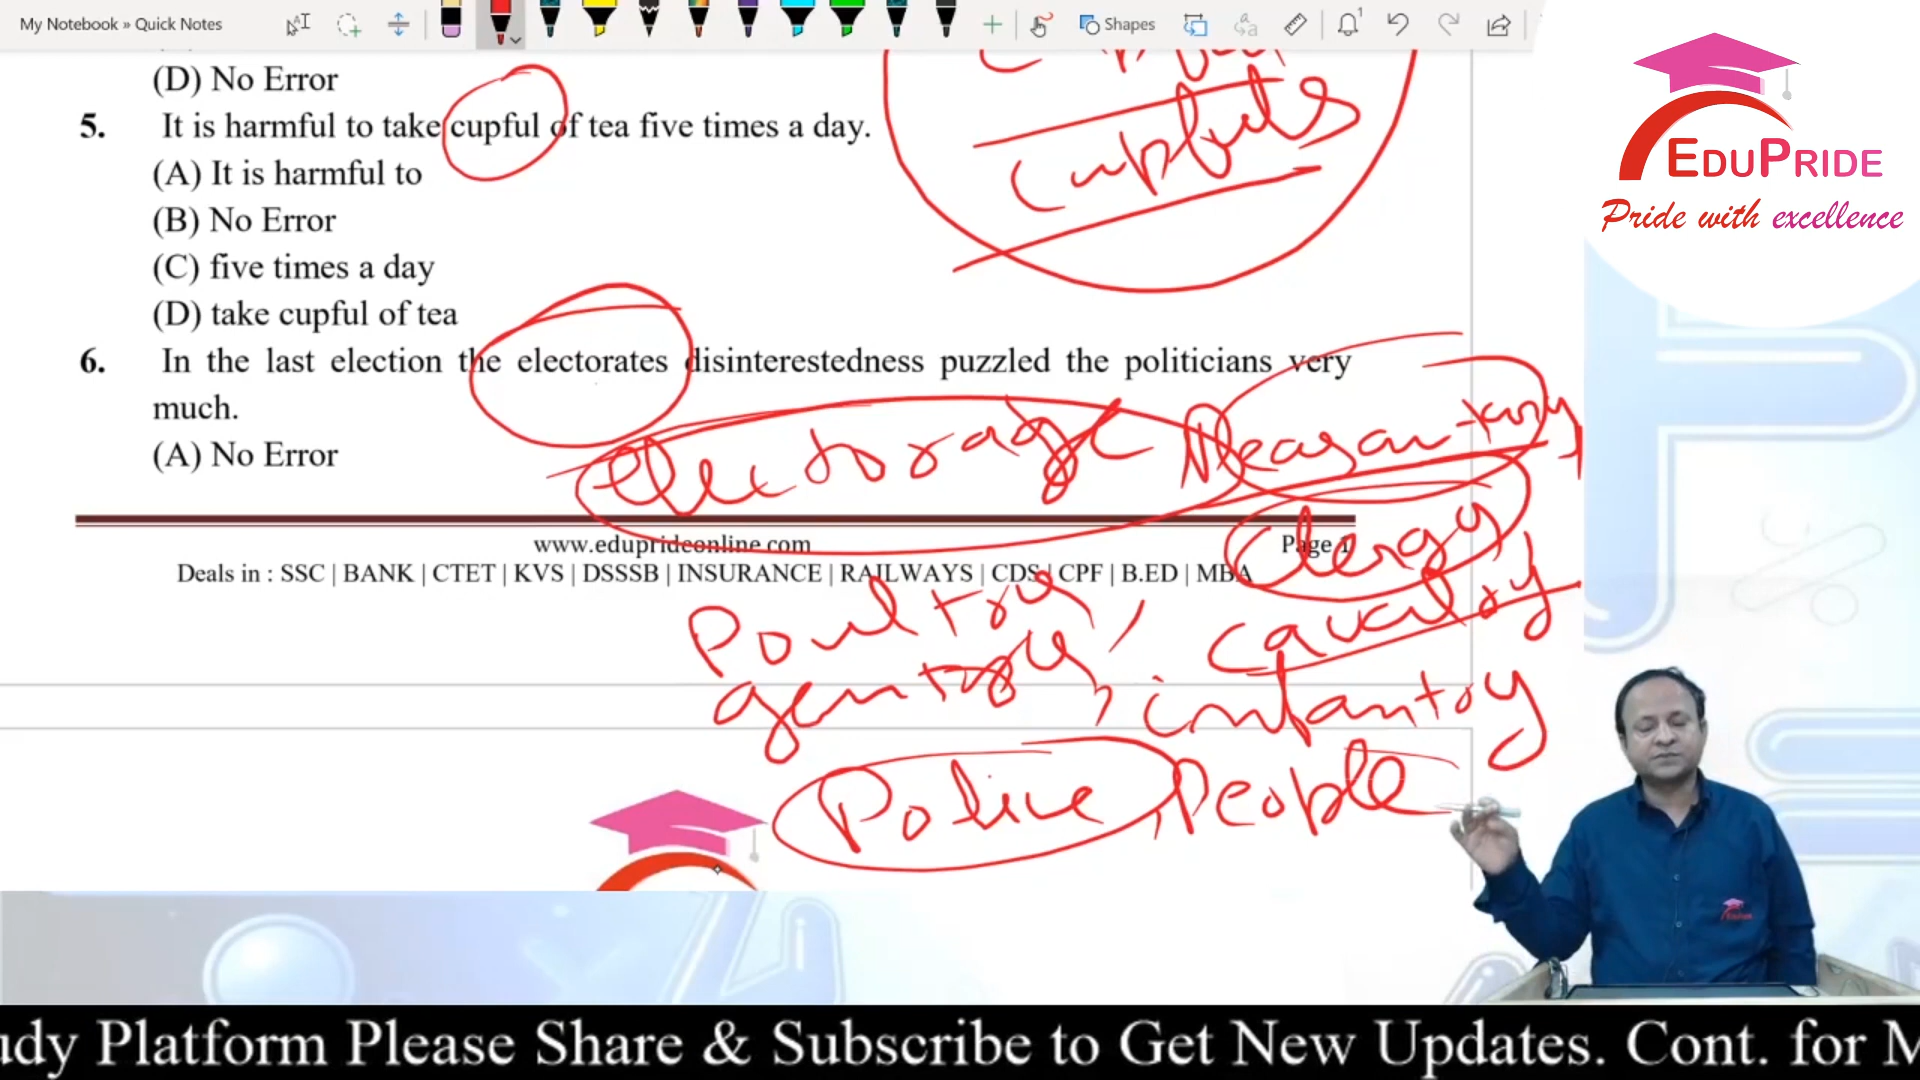 My Notebook » Quick Notes
Shapes
(D) No Error
5. It is harmful to take cupful of tea five times a day.
cupfuls
(A) It is harmful to
(B) No Error
(C) five times a day
(D) take cupful of tea
6. In the last election the electorates disinterestedness puzzled the politicians very
much.
(A) No Error
Clergy
www.eduprideonline.com Page 1
Deals in : SSC | BANK | CTET | KVS | DSSSB | INSURANCE | RAILWAYS | CDS | CPF | B.ED | MBA
Poultry, cavalry
gentry, infantry
Police, People
EDUPRIDE
Pride with excellence
udy Platform Please Share & Subscribe to Get New Updates. Cont. for M